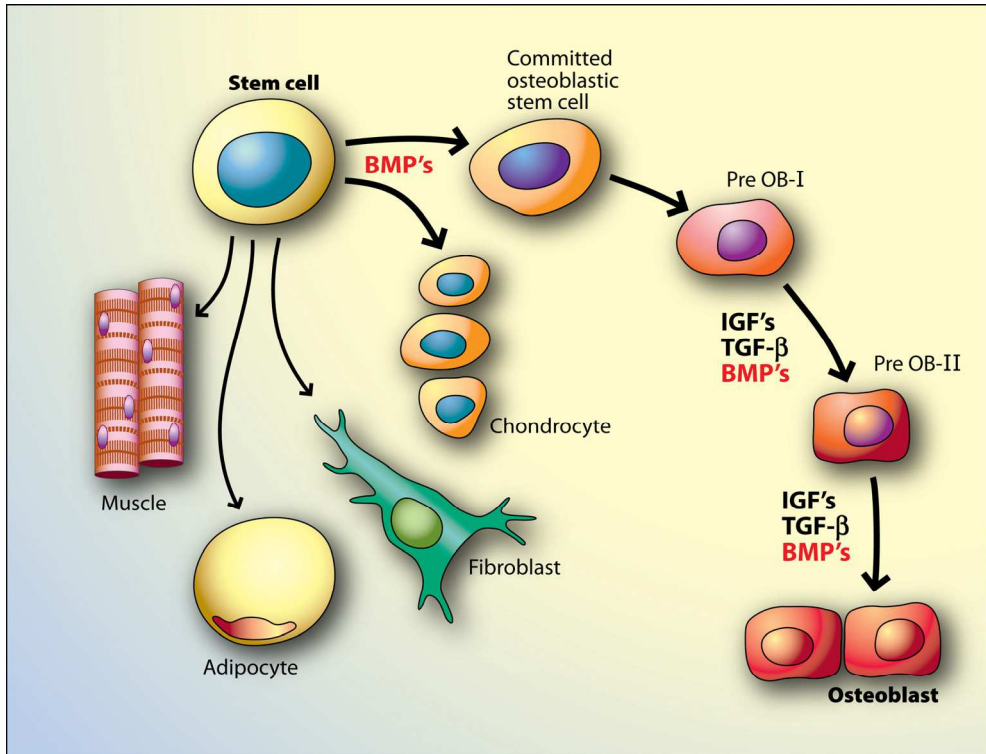 Stem cell
Committed
osteoblastic
stem cell
BMP's
Pre OB-I
IGF's
TGF-β
BMP's
Pre OB-II
Chondrocyte
Muscle
IGF's
TGF-β
BMP's
Fibroblast
Adipocyte
Osteoblast